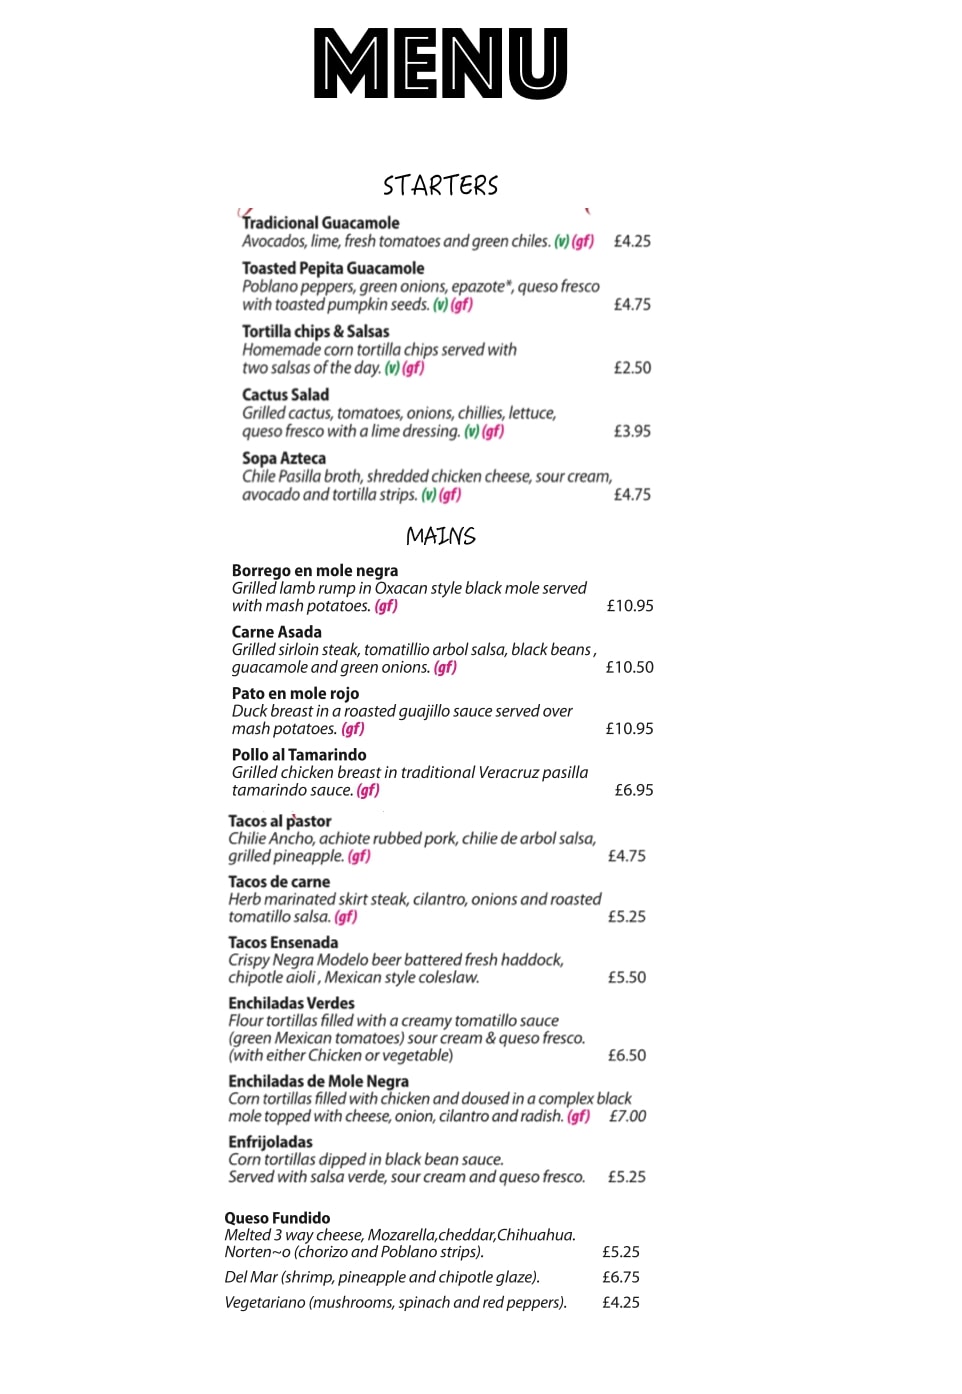 MENU
STARTERS
Tradicional Guacamole
Avocados, lime, fresh tomatoes and green chiles. (v) (gf) £4.25
Toasted Pepita Guacamole
Poblano peppers, green onions, epazote*, queso fresco
with toasted pumpkin seeds. (v) (gf) £4.75
Tortilla chips & Salsas
Homemade corn tortilla chips served with
two salsas of the day. (v) (gf) £2.50
Cactus Salad
Grilled cactus, tomatoes, onions, chillies, lettuce,
queso fresco with a lime dressing. (v) (gf) £3.95
Sopa Azteca
Chile Pasilla broth, shredded chicken cheese, sour cream,
avocado and tortilla strips. (v) (gf) £4.75
MAINS
Borrego en mole negra
Grilled lamb rump in Oxacan style black mole served
with mash potatoes. (gf) £10.95
Carne Asada
Grilled sirloin steak, tomatillio arbol salsa, black beans ,
guacamole and green onions. (gf) £10.50
Pato en mole rojo
Duck breast in a roasted guajillo sauce served over
mash potatoes. (gf) £10.95
Pollo al Tamarindo
Grilled chicken breast in traditional Veracruz pasilla
tamarindo sauce. (gf) £6.95
Tacos al pastor
Chilie Ancho, achiote rubbed pork, chilie de arbol salsa,
grilled pineapple. (gf) £4.75
Tacos de carne
Herb marinated skirt steak, cilantro, onions and roasted
tomatillo salsa. (gf) £5.25
Tacos Ensenada
Crispy Negra Modelo beer battered fresh haddock,
chipotle aioli , Mexican style coleslaw. £5.50
Enchiladas Verdes
Flour tortillas filled with a creamy tomatillo sauce
(green Mexican tomatoes) sour cream & queso fresco.
(with either Chicken or vegetable) £6.50
Enchiladas de Mole Negra
Corn tortillas filled with chicken and doused in a complex black
mole topped with cheese, onion, cilantro and radish. (gf) £7.00
Enfrijoladas
Corn tortillas dipped in black bean sauce.
Served with salsa verde, sour cream and queso fresco. £5.25
Queso Fundido
Melted 3 way cheese, Mozarella,cheddar,Chihuahua.
Norten~o (chorizo and Poblano strips). £5.25
Del Mar (shrimp, pineapple and chipotle glaze). £6.75
Vegetariano (mushrooms, spinach and red peppers). £4.25